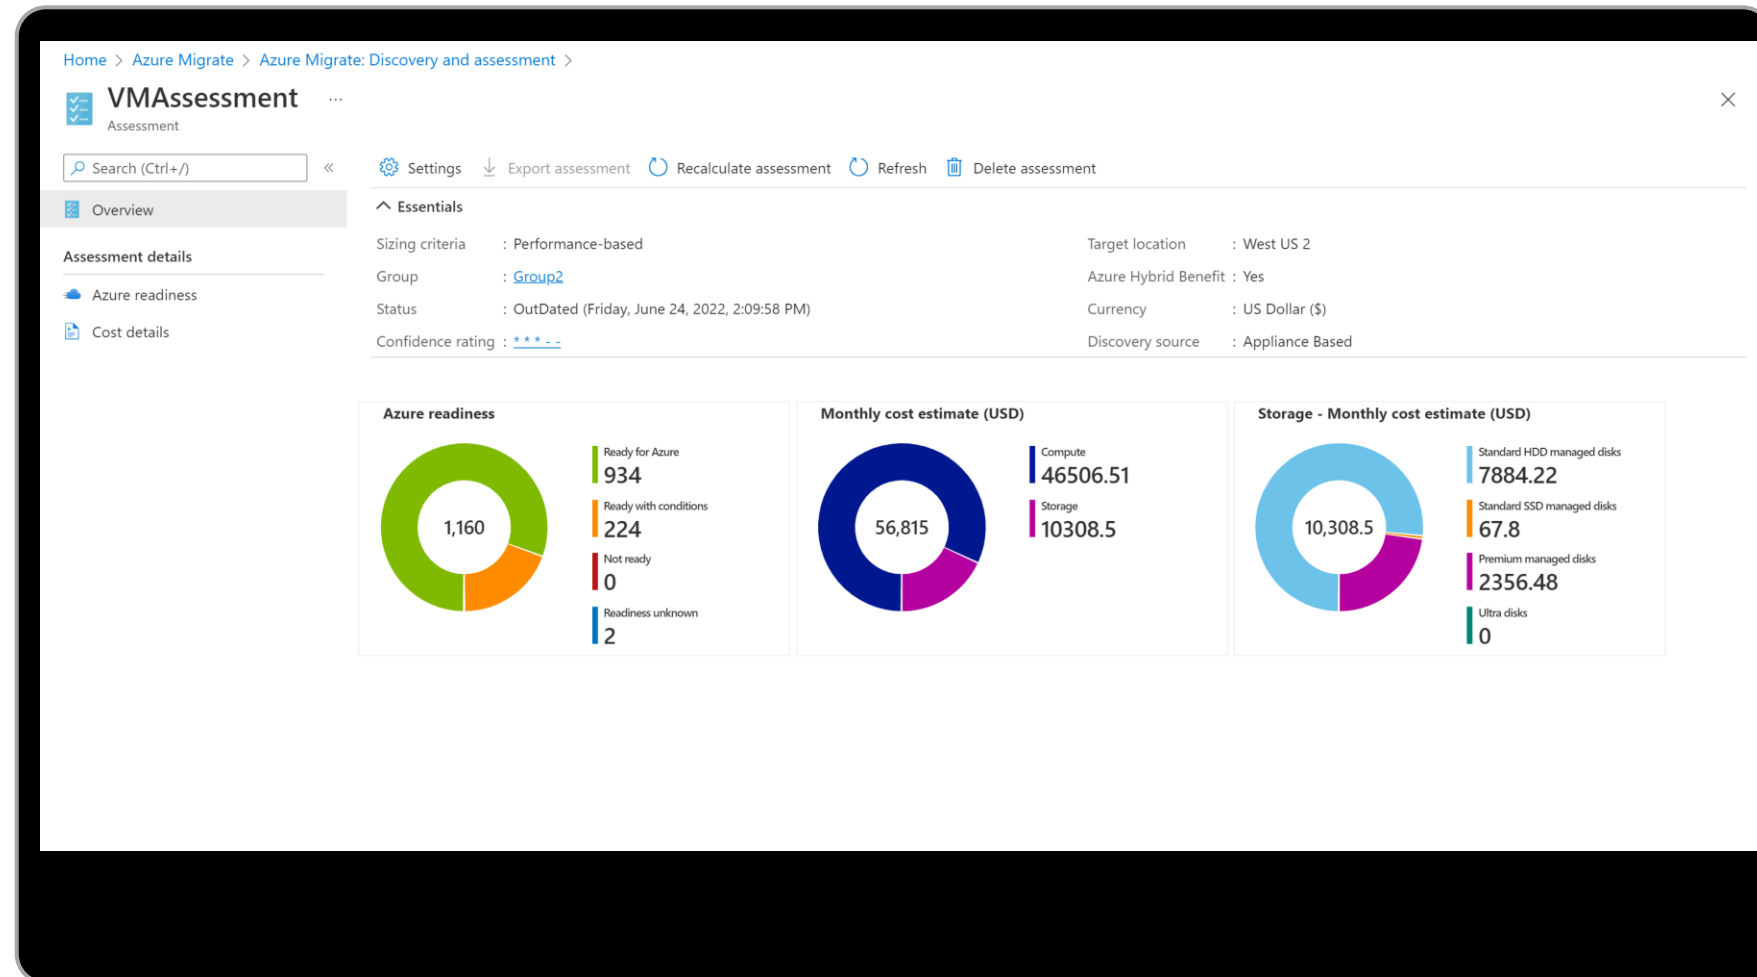 Home > Azure Migrate > Azure Migrate: Discovery and assessment >
VMAssessment ...
Assessment
Search (Ctrl+/) «
Settings Export assessment Recalculate assessment Refresh Delete assessment
Overview
Assessment details
Azure readiness
Cost details
Essentials
Sizing criteria : Performance-based
Group : Group2
Status : OutDated (Friday, June 24, 2022, 2:09:58 PM)
Confidence rating : * * * - -
Target location : West US 2
Azure Hybrid Benefit : Yes
Currency : US Dollar ($)
Discovery source : Appliance Based
Azure readiness
1,160
Ready for Azure
934
Ready with conditions
224
Not ready
0
Readiness unknown
2
Monthly cost estimate (USD)
56,815
Compute
46506.51
Storage
10308.5
Storage - Monthly cost estimate (USD)
10,308.5
Standard HDD managed disks
7884.22
Standard SSD managed disks
67.8
Premium managed disks
2356.48
Ultra disks
0